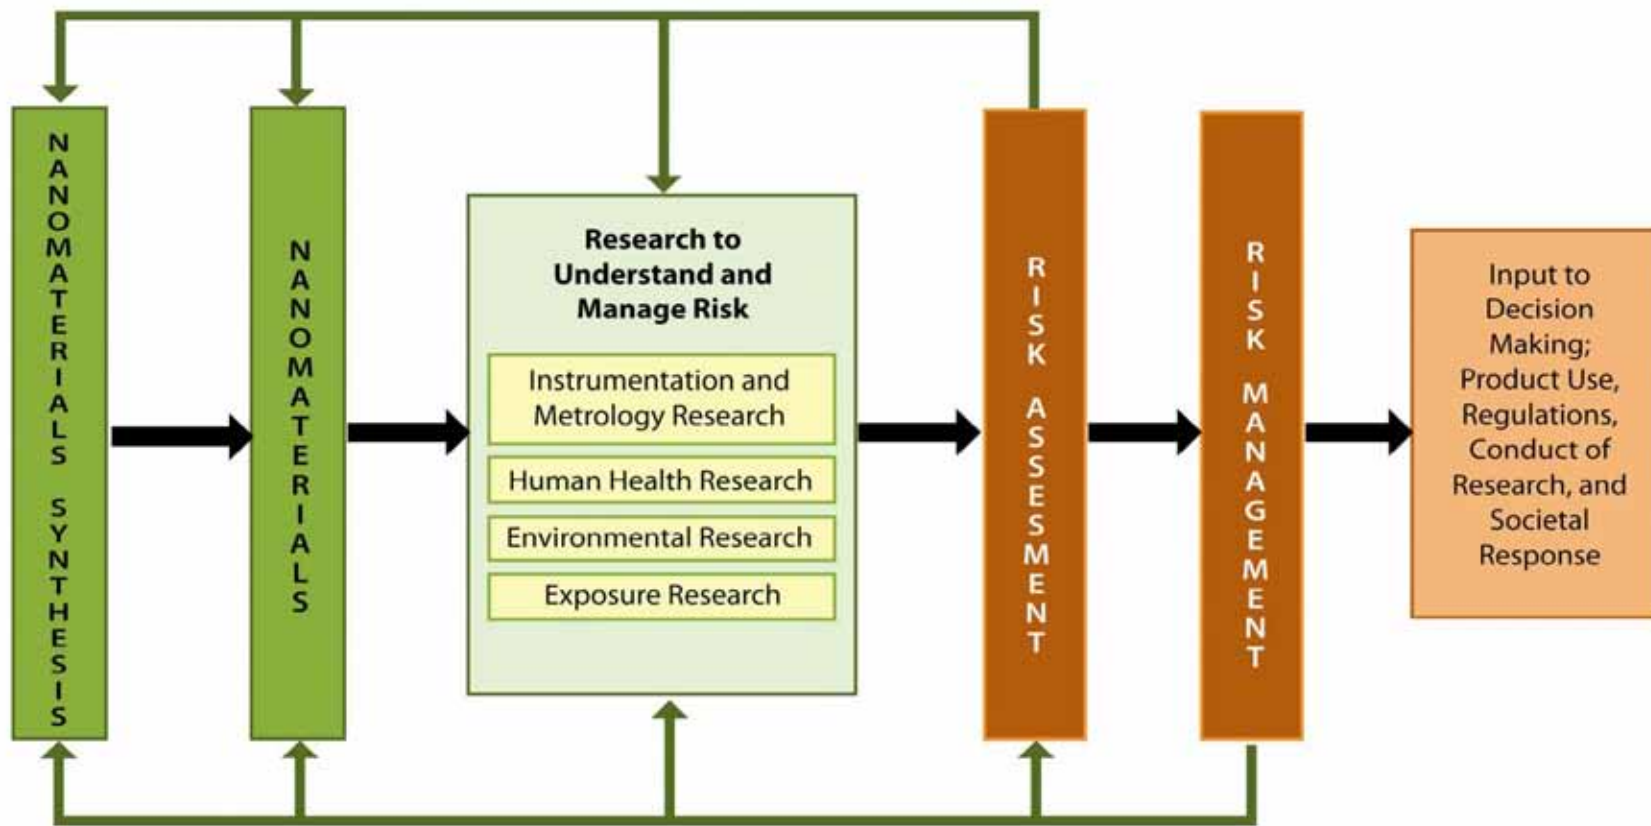 NANOMATERIALS SYNTHESIS
NANOMATERIALS
Research to
Understand and
Manage Risk
Instrumentation and
Metrology Research
Human Health Research
Environmental Research
Exposure Research
RISK ASSESMENT
RISK MANAGEMENT
Input to
Decision
Making;
Product Use,
Regulations,
Conduct of
Research, and
Societal
Response